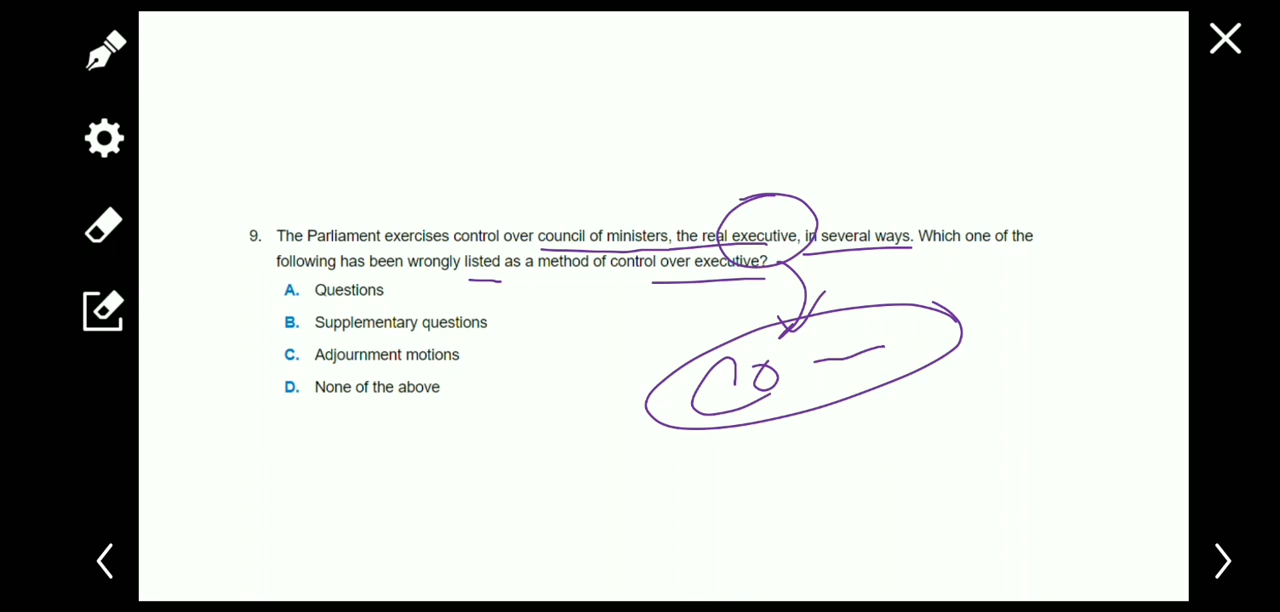 9. The Parliament exercises control over council of ministers, the real executive, in several ways. Which one of the
following has been wrongly listed as a method of control over executive?
A. Questions
B. Supplementary questions
C. Adjournment motions
D. None of the above